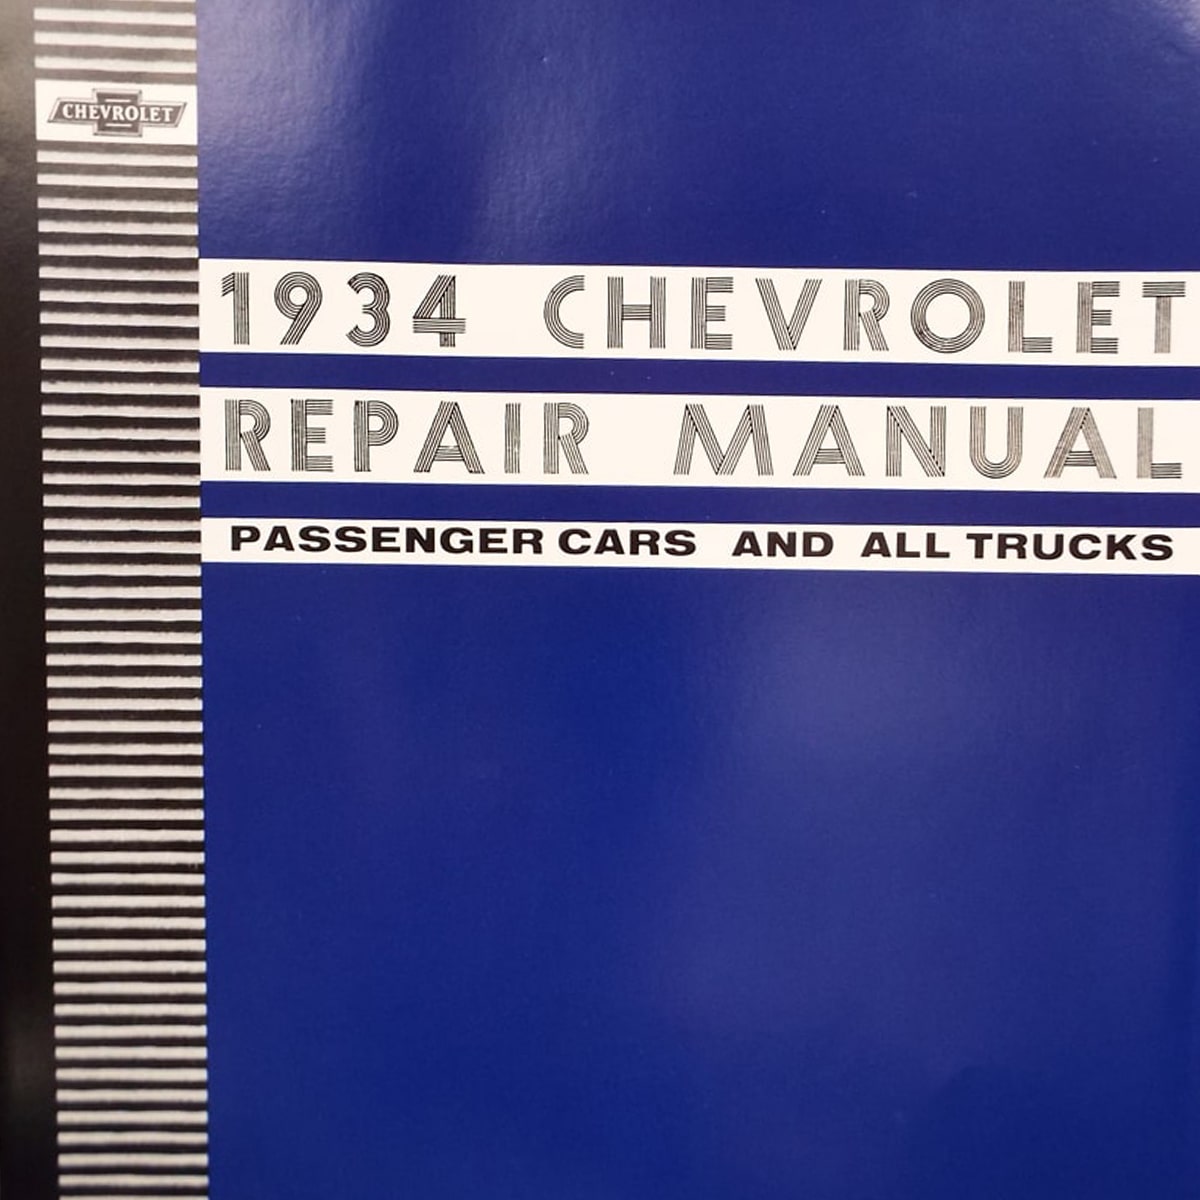 CHEVROLET
1934 CHEVROLET
REPAIR MANUAL
PASSENGER CARS AND ALL TRUCKS